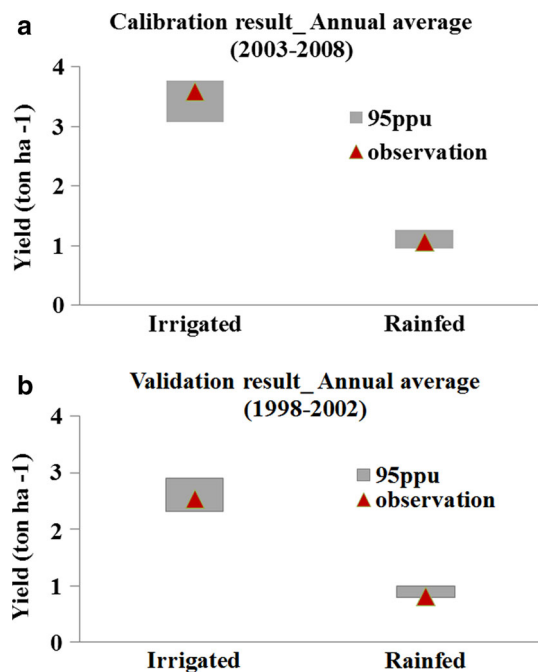 a
Calibration result_ Annual average
(2003-2008)
Yield (ton ha -1)
4
3
2
1
0
95ppu
observation
Irrigated
Rainfed
b
Validation result_ Annual average
(1998-2002)
Yield (ton ha -1)
4
3
2
1
0
95ppu
observation
Irrigated
Rainfed